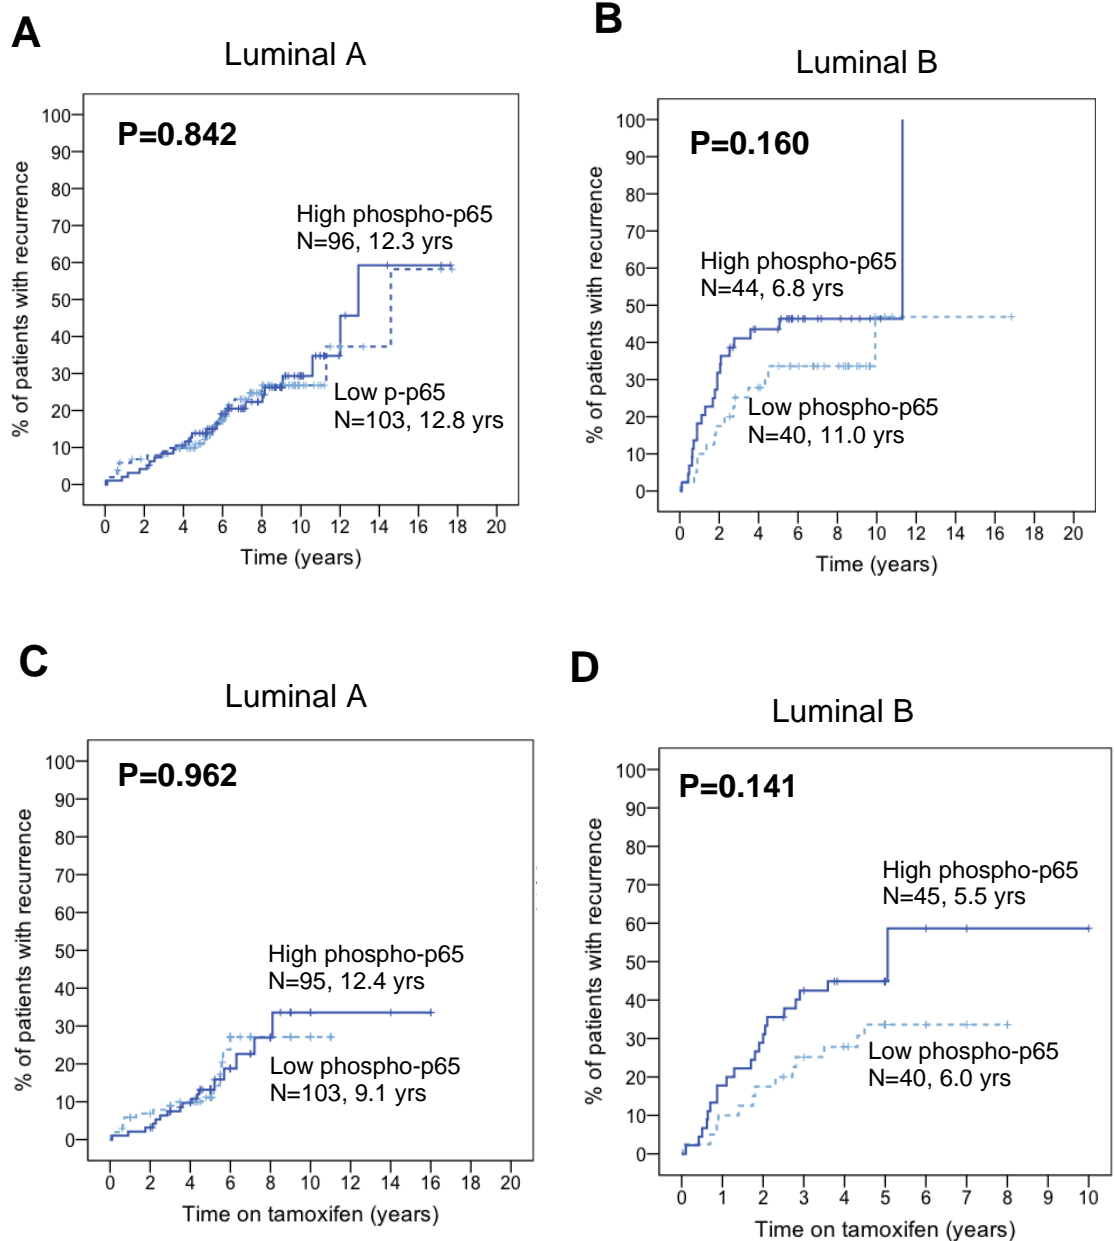 A
Luminal A
P=0.842
% of patients with recurrence
100
90
80
70
60
50
40
30
20
10
0
High phospho-p65
N=96, 12.3 yrs
Low p-p65
N=103, 12.8 yrs
0 2 4 6 8 10 12 14 16 18 20
Time (years)
B
Luminal B
P=0.160
% of patients with recurrence
100
90
80
70
60
50
40
30
20
10
0
High phospho-p65
N=44, 6.8 yrs
Low phospho-p65
N=40, 11.0 yrs
0 2 4 6 8 10 12 14 16 18 20
Time (years)
C
Luminal A
P=0.962
% of patients with recurrence
100
90
80
70
60
50
40
30
20
10
0
High phospho-p65
N=95, 12.4 yrs
Low phospho-p65
N=103, 9.1 yrs
0 2 4 6 8 10 12 14 16 18 20
Time on tamoxifen (years)
D
Luminal B
P=0.141
% of patients with recurrence
100
90
80
70
60
50
40
30
20
10
0
High phospho-p65
N=45, 5.5 yrs
Low phospho-p65
N=40, 6.0 yrs
0 1 2 3 4 5 6 7 8 9 10
Time on tamoxifen (years)